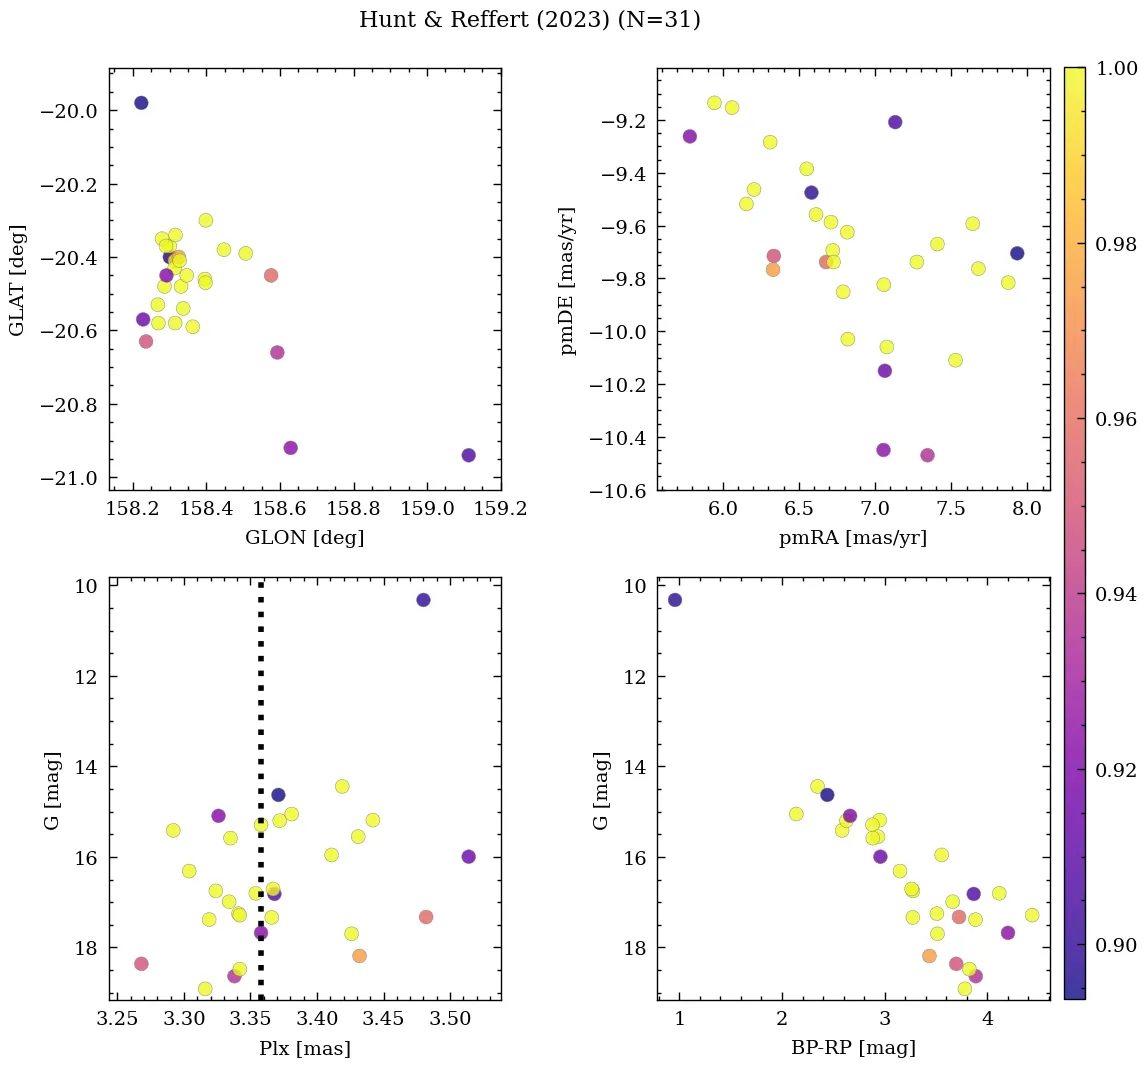 Hunt & Reffert (2023) (N=31)
−20.0
−20.2
−20.4
−20.6
−20.8
−21.0
GLAT [deg]
158.2 158.4 158.6 158.8 159.0 159.2
GLON [deg]
−9.2
−9.4
−9.6
−9.8
−10.0
−10.2
−10.4
−10.6
pmDE [mas/yr]
6.0 6.5 7.0 7.5 8.0
pmRA [mas/yr]
10
12
14
16
18
G [mag]
3.25 3.30 3.35 3.40 3.45 3.50
Plx [mas]
10
12
14
16
18
G [mag]
1 2 3 4
BP-RP [mag]
1.00
0.98
0.96
0.94
0.92
0.90